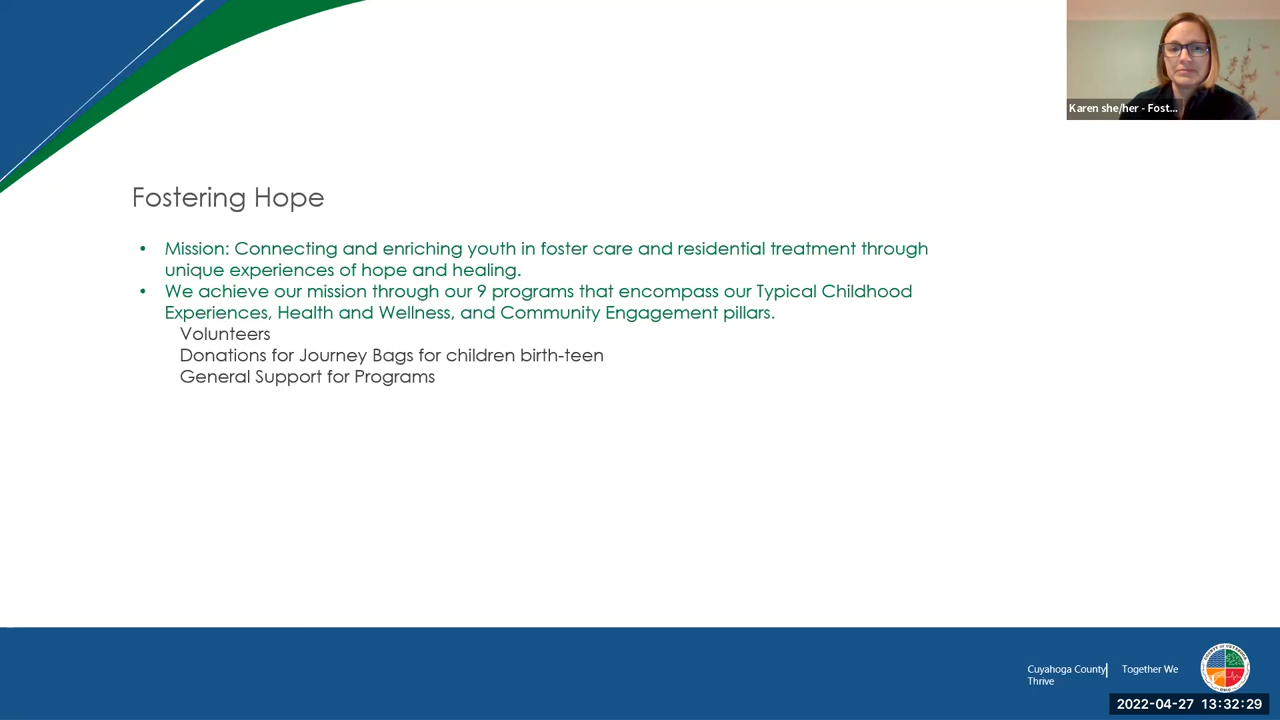 Karen she/her - Fost...
Fostering Hope
• Mission: Connecting and enriching youth in foster care and residential treatment through
unique experiences of hope and healing.
• We achieve our mission through our 9 programs that encompass our Typical Childhood
Experiences, Health and Wellness, and Community Engagement pillars.
Volunteers
Donations for Journey Bags for children birth-teen
General Support for Programs
Cuyahoga County| Together We
Thrive
2022-04-27 13:32:29